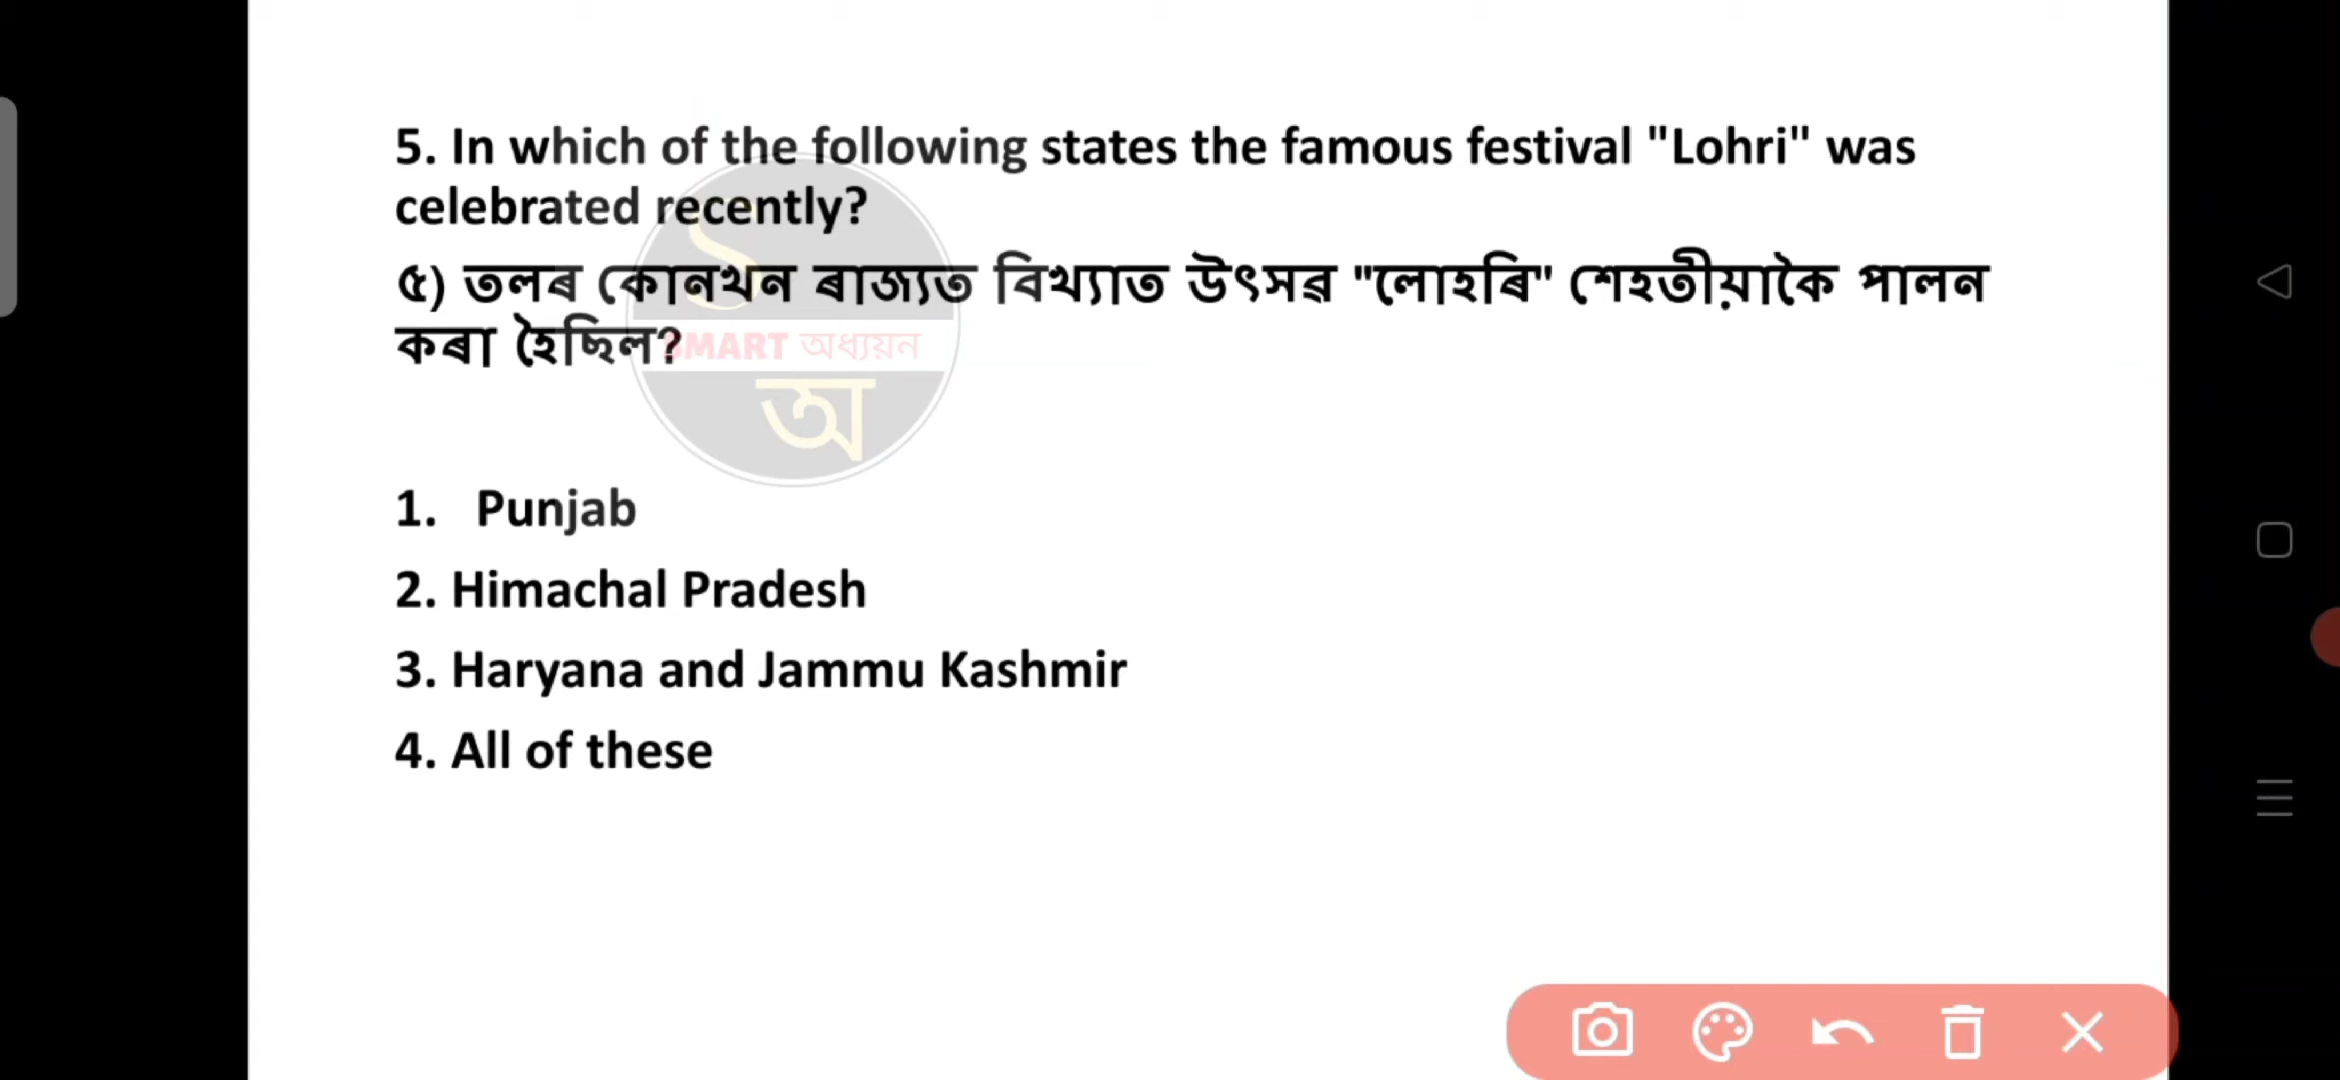 5. In which of the following states the famous festival "Lohri" was
celebrated recently?
৫) তলৰ কোনখন ৰাজ্যত বিখ্যাত উৎসৱ "লোহৰি" শেহতীয়াকৈ পালন
কৰা হৈছিল?
SMART অধ্যয়ন
অ
1. Punjab
2. Himachal Pradesh
3. Haryana and Jammu Kashmir
4. All of these